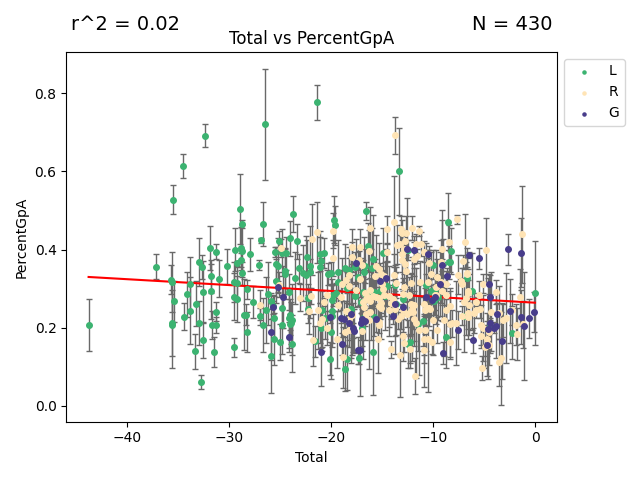 r^2 = 0.02
N = 430
Total vs PercentGpA
L
R
G
0.8
0.6
0.4
0.2
0.0
PercentGpA
−40
−30
−20
−10
0
Total